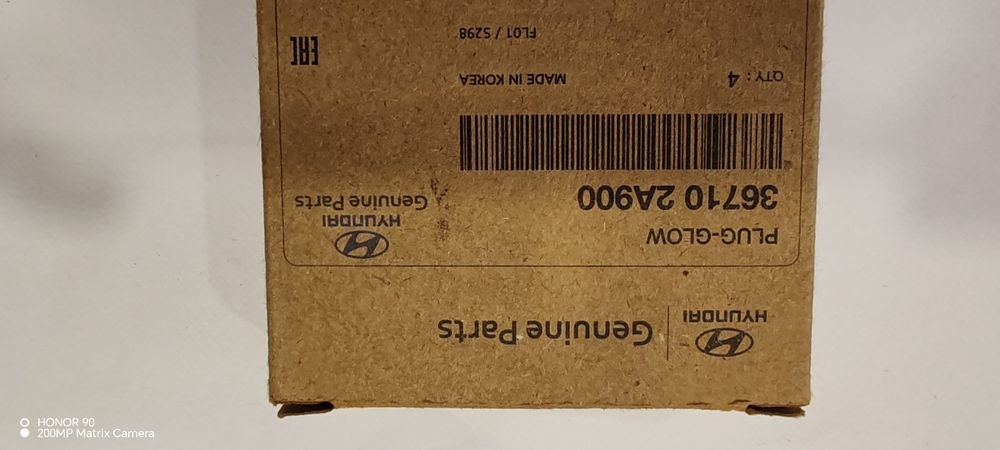 HYUNDAI
Genuine Parts
PLUG-GLOW
36710 2A900
HYUNDAI
Genuine Parts
QTY : 4
MADE IN KOREA
FL01 / S298
EAC
HONOR 90
200MP Matrix Camera